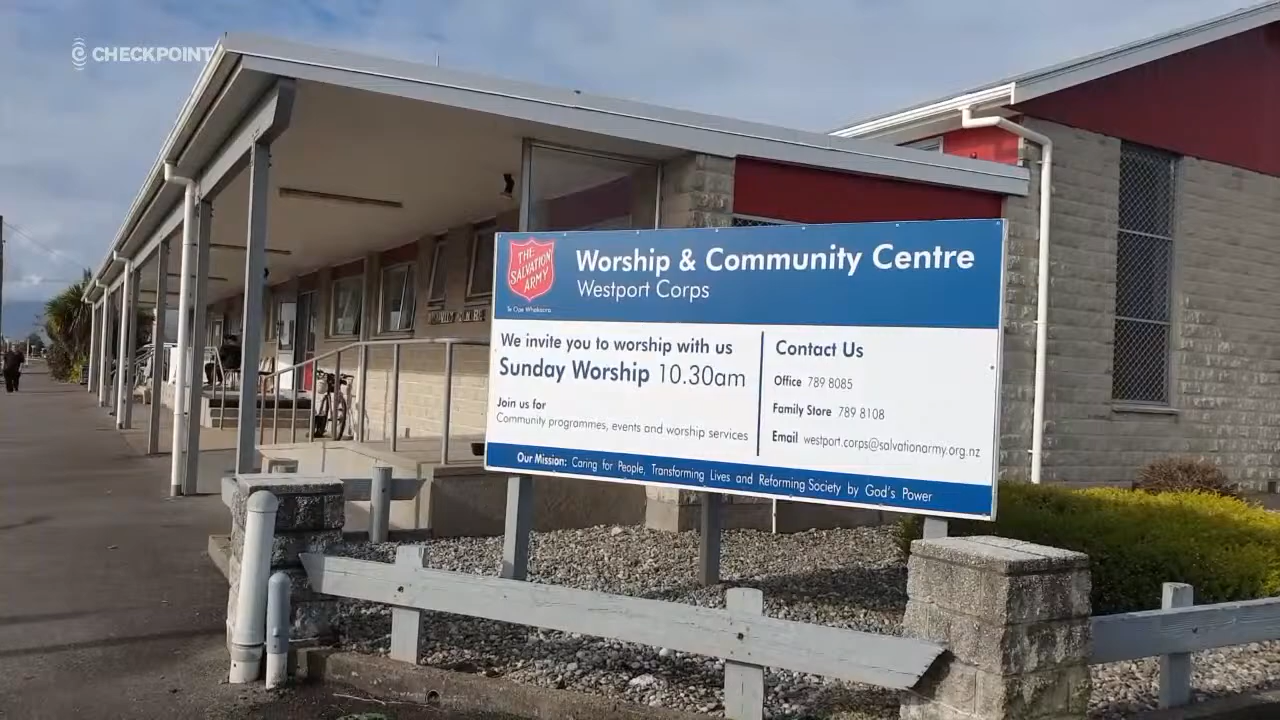 CHECKPOINT
THE
SALVATION
ARMY
Te Ope Whakaora
Worship & Community Centre
Westport Corps
We invite you to worship with us
Sunday Worship 10.30am
Join us for
Community programmes, events and worship services
Contact Us
Office 789 8085
Family Store 789 8108
Email westport.corps@salvationarmy.org.nz
Our Mission: Caring for People, Transforming Lives and Reforming Society by God's Power